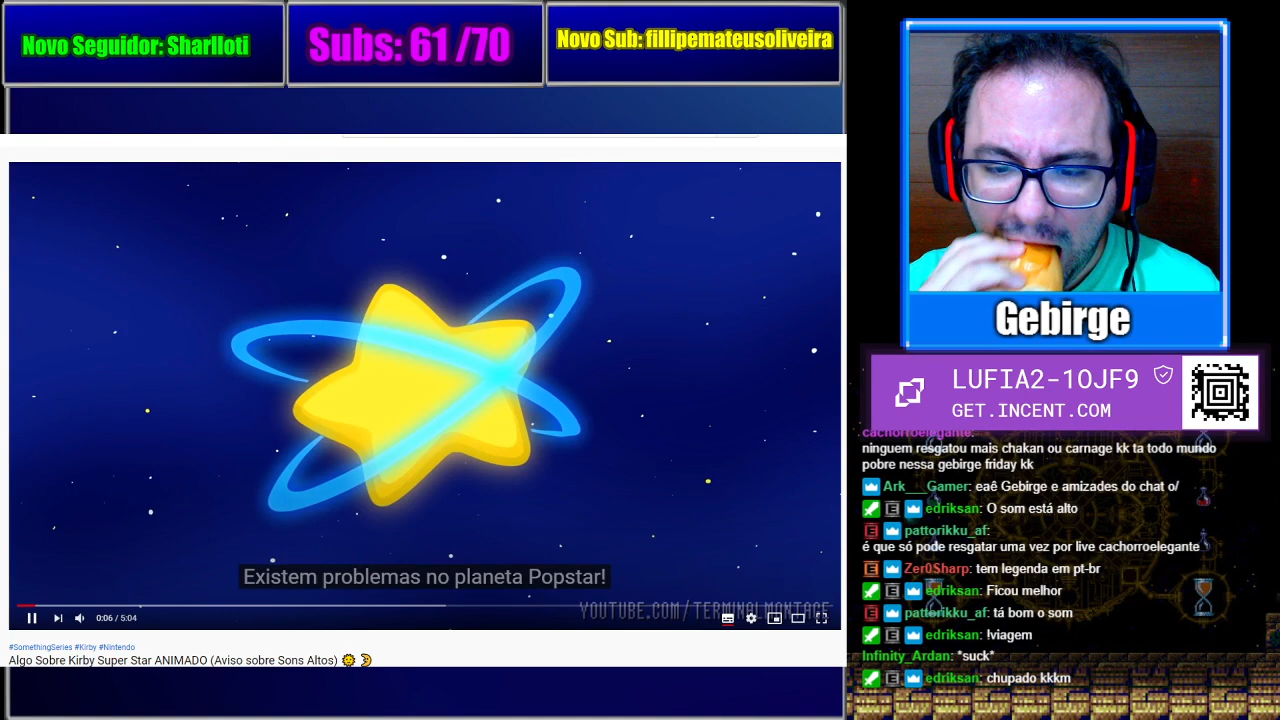 Novo Seguidor: Sharlloti
Subs: 61 /70
Novo Sub: fillipemateusoliveira
Existem problemas no planeta Popstar!
YOUTUBE.COM/TERMINALMONTAGE
0:06 / 5:04
#SomethingSeries #Kirby #Nintendo
Algo Sobre Kirby Super Star ANIMADO (Aviso sobre Sons Altos)
Gebirge
LUFIA2-1OJF9
GET.INCENT.COM
cachorroelegante:
ninguem resgatou mais chakan ou carnage kk ta todo mundo
pobre nessa gebirge friday kk
Ark___Gamer: eaê Gebirge e amizades do chat o/
edriksan: O som está alto
pattorikku_af:
é que só pode resgatar uma vez por live cachorroelegante
Zer0Sharp: tem legenda em pt-br
edriksan: Ficou melhor
pattorikku_af: tá bom o som
edriksan: !viagem
Infinity_Ardan: *suck*
edriksan: chupado kkkm